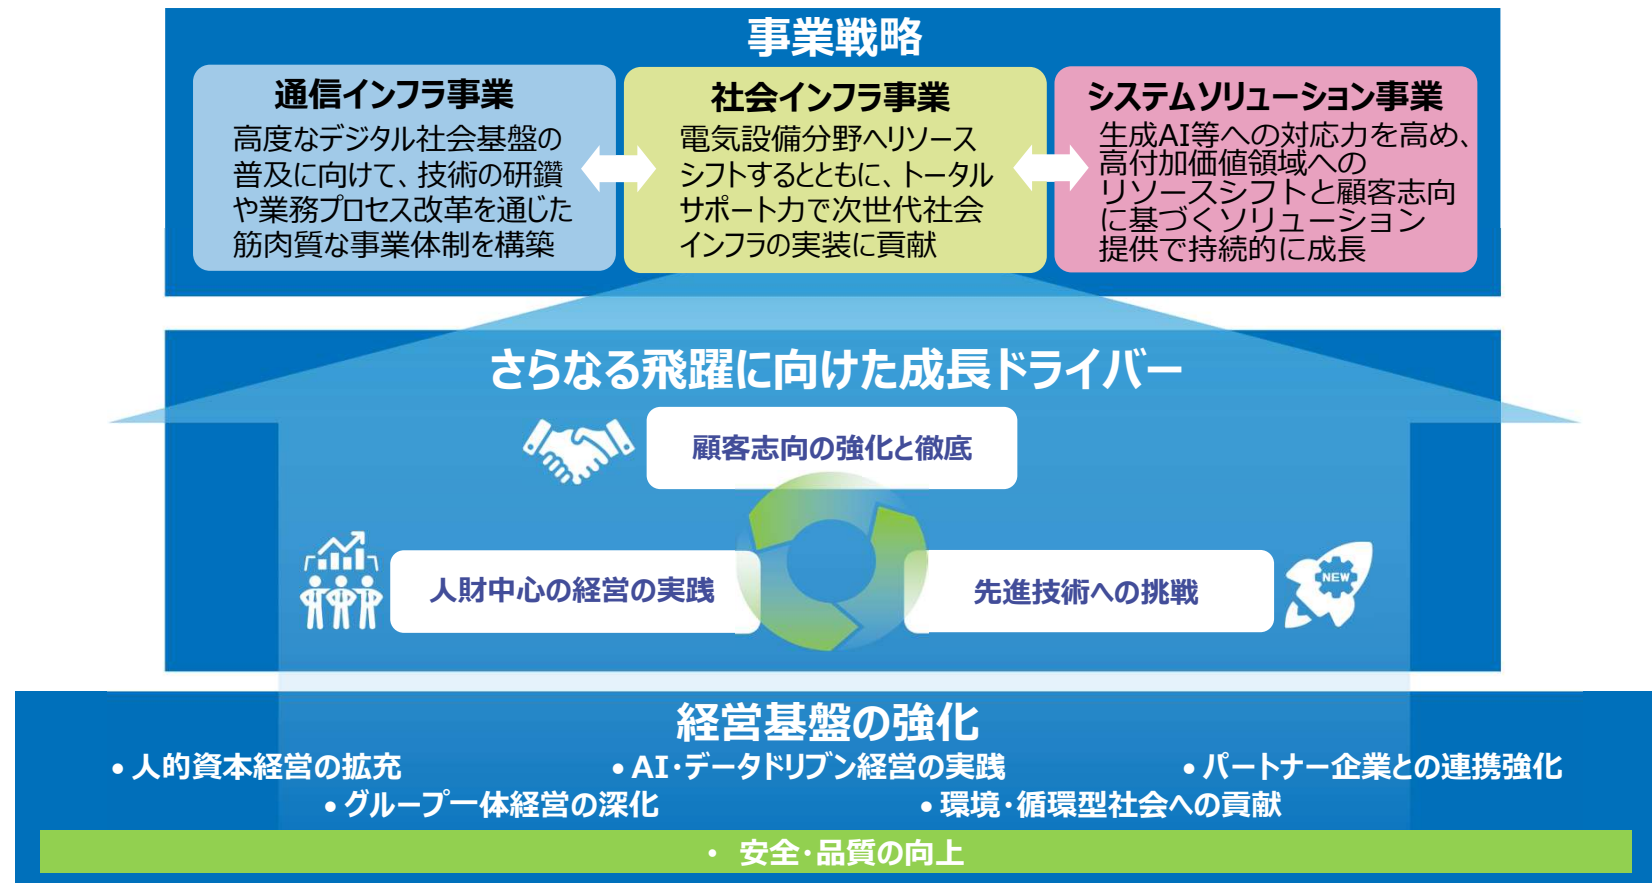 事業戦略
通信インフラ事業
高度なデジタル社会基盤の
普及に向けて、技術の研鑽
や業務プロセス改革を通じた
筋肉質な事業体制を構築
社会インフラ事業
電気設備分野へリソース
シフトするとともに、トータル
サポート力で次世代社会
インフラの実装に貢献
システムソリューション事業
生成AI等への対応力を高め、
高付加価値領域への
リソースシフトと顧客志向
に基づくソリューション
提供で持続的に成長
さらなる飛躍に向けた成長ドライバー
顧客志向の強化と徹底
人財中心の経営の実践
先進技術への挑戦
NEW
経営基盤の強化
• 人的資本経営の拡充
• AI・データドリブン経営の実践
• パートナー企業との連携強化
• グループ一体経営の深化
• 環境・循環型社会への貢献
• 安全・品質の向上